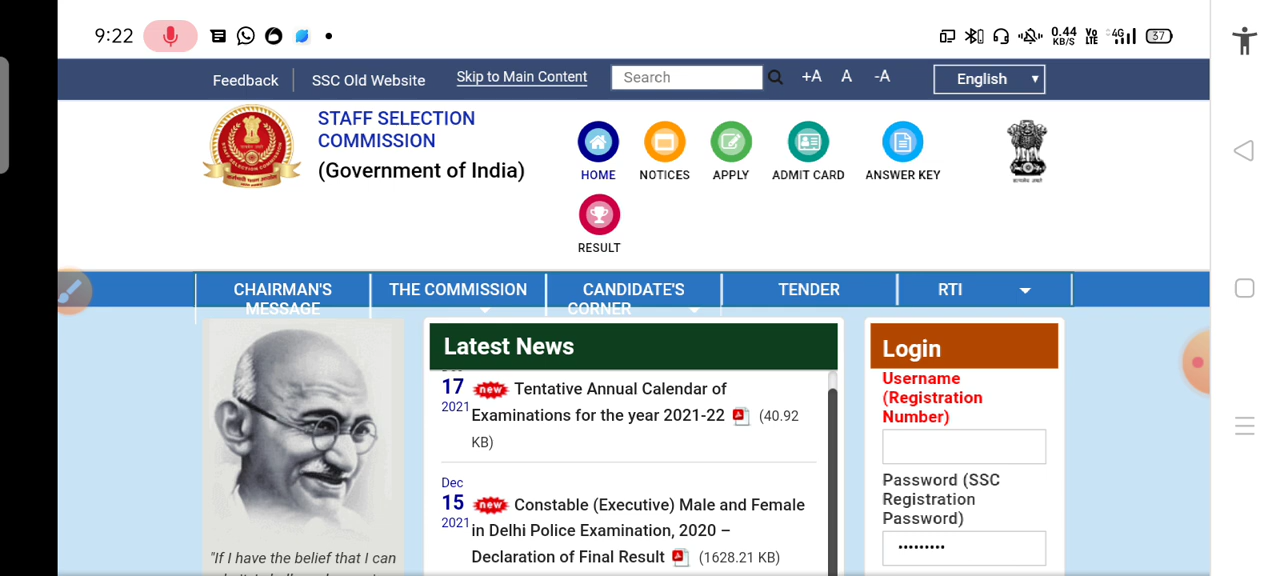 9:22
0.44
KB/S
Vo
LTE
4G
37
Feedback
SSC Old Website
Skip to Main Content
Search
+A
A
-A
English
STAFF SELECTION
COMMISSION
(Government of India)
HOME
NOTICES
APPLY
ADMIT CARD
ANSWER KEY
RESULT
CHAIRMAN'S
MESSAGE
THE COMMISSION
CANDIDATE'S
CORNER
TENDER
RTI
"If I have the belief that I can
Latest News
17
2021
new Tentative Annual Calendar of
Examinations for the year 2021-22 (40.92
KB)
Dec
15
2021
new Constable (Executive) Male and Female
in Delhi Police Examination, 2020 –
Declaration of Final Result (1628.21 KB)
Login
Username
(Registration
Number)
Password (SSC
Registration
Password)
•••••••••